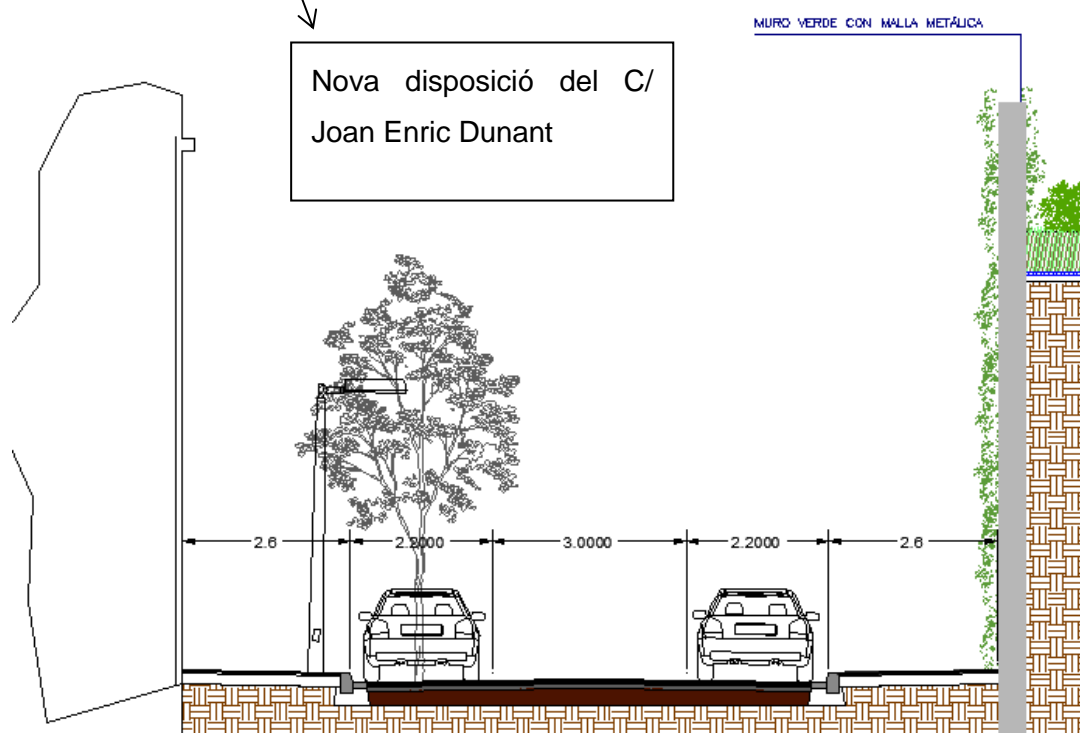 MURO VERDE CON MALLA METÁLICA
Nova disposició del C/
Joan Enric Dunant
2.6 2.2000 3.0000 2.2000 2.6